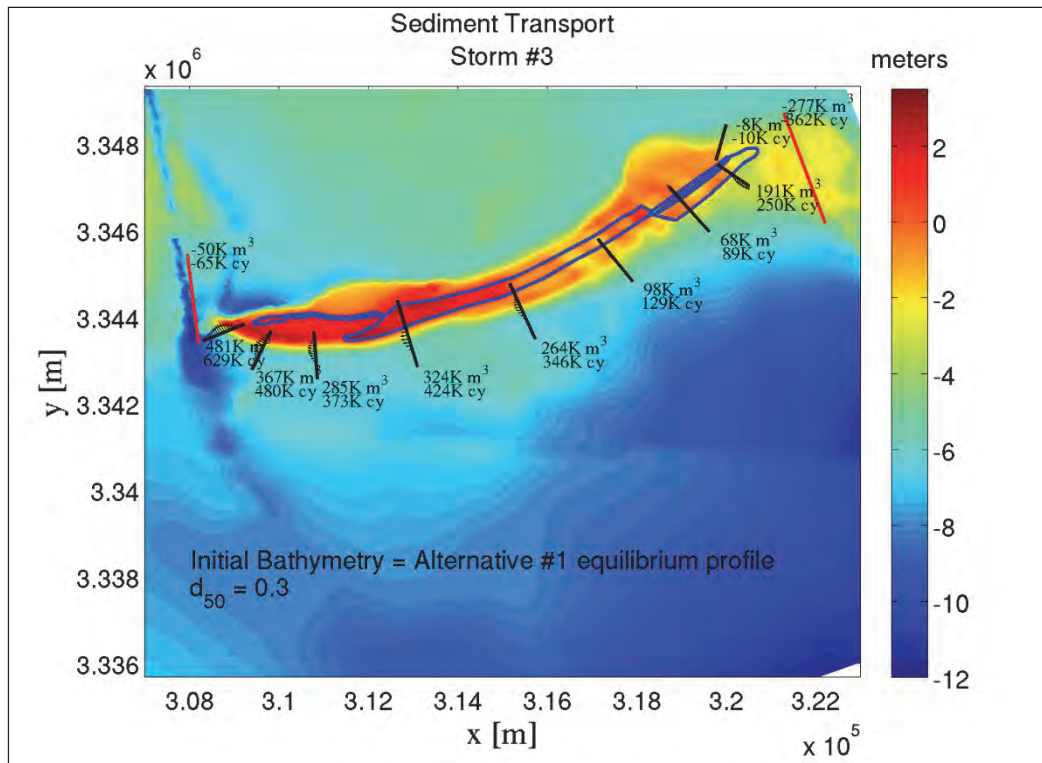 Sediment Transport
Storm #3
x 10^6
meters
-277K m^3
-362K cy
-8K m^3
-10K cy
191K m^3
250K cy
68K m^3
89K cy
98K m^3
129K cy
-50K m^3
-65K cy
264K m^3
346K cy
481K m^3
629K cy
367K m^3
480K cy
285K m^3
373K cy
324K m^3
424K cy
Initial Bathymetry = Alternative #1 equilibrium profile
d_50 = 0.3
y [m]
3.348
3.346
3.344
3.342
3.34
3.338
3.336
3.08
3.1
3.12
3.14
3.16
3.18
3.2
3.22
x [m]
x 10^5
2
0
-2
-4
-6
-8
-10
-12